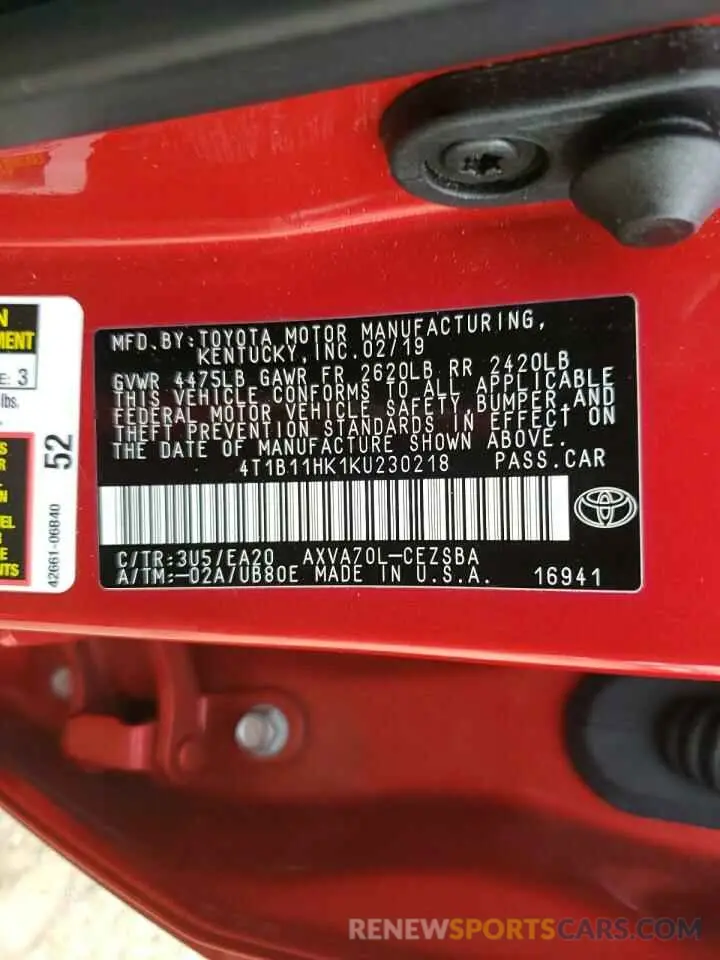 N
MENT
E: 3
lbs.
52
42661-06840
MFD. BY: TOYOTA MOTOR MANUFACTURING,
KENTUCKY, INC. 02/19
GVWR 4475LB GAWR FR 2620LB RR 2420LB
THIS VEHICLE CONFORMS TO ALL APPLICABLE
FEDERAL MOTOR VEHICLE SAFETY, BUMPER AND
THEFT PREVENTION STANDARDS IN EFFECT ON
THE DATE OF MANUFACTURE SHOWN ABOVE.
4T1B11HK1KU230218 PASS. CAR
C/TR: 3U5/EA20 AXVA70L-CEZSBA
A/TM: -02A/UB80E MADE IN U.S.A. 16941
RENEWSPORTSCARS.COM